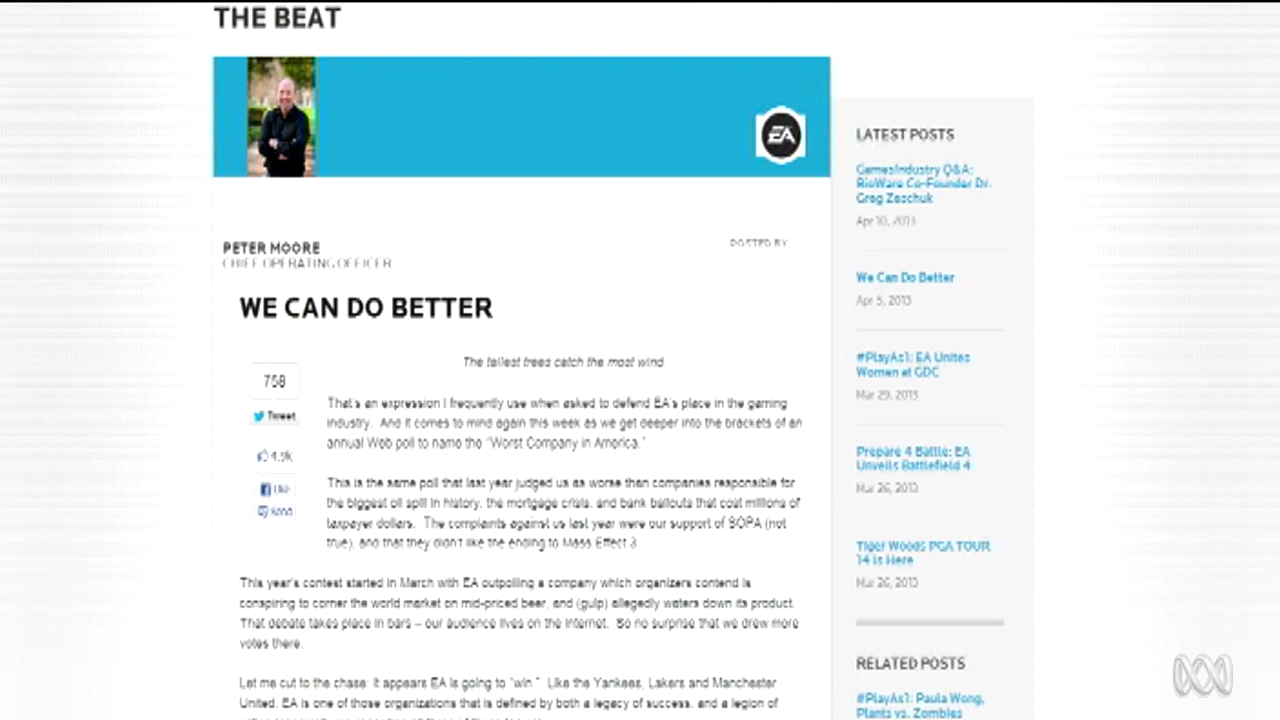 THE BEAT
EA
PETER MOORE
POSTED BY
CHIEF OPERATING OFFICER
WE CAN DO BETTER
The tallest trees catch the most wind.
758
Tweet
4.9k
Like
Send
That's an expression I frequently use when asked to defend EA's place in the gaming
industry. And it comes to mind again this week as we get deeper into the brackets of an
annual Web poll to name the "Worst Company in America."
This is the same poll that last year judged us as worse than companies responsible for
the biggest oil spill in history, the mortgage crisis, and bank bailouts that cost millions of
taxpayer dollars. The complaints against us last year were our support of SOPA (not
true), and that they didn't like the ending to Mass Effect 3.
This year's contest started in March with EA outpolling a company which organizers contend is
conspiring to corner the world market on mid-priced beer, and (gulp) allegedly waters down its product.
That debate takes place in bars – our audience lives on the Internet. So no surprise that we drew more
votes there.
Let me cut to the chase: it appears EA is going to "win." Like the Yankees, Lakers and Manchester
United, EA is one of those organizations that is defined by both a legacy of success, and a legion of
LATEST POSTS
GamesIndustry Q&A:
BioWare Co-Founder Dr.
Greg Zeschuk
Apr 10, 2013
We Can Do Better
Apr 5, 2013
#PlayAs1: EA Unites
Women at GDC
Mar 29, 2013
Prepare 4 Battle: EA
Unveils Battlefield 4
Mar 26, 2013
Tiger Woods PGA TOUR
14 is Here
Mar 26, 2013
RELATED POSTS
#PlayAs1: Paula Wong,
Plants vs. Zombies